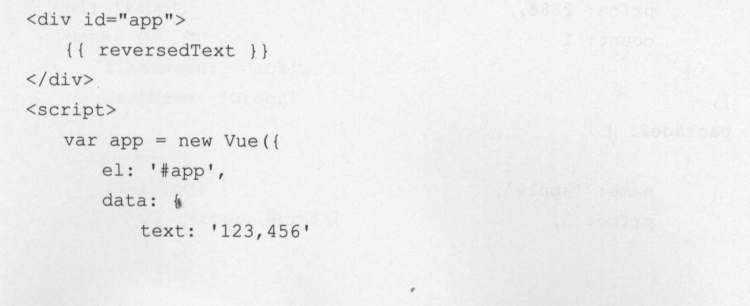 <div id="app">
    {{ reversedText }}
</div>
<script>
    var app = new Vue({
        el: '#app',
        data: {
            text: '123,456'